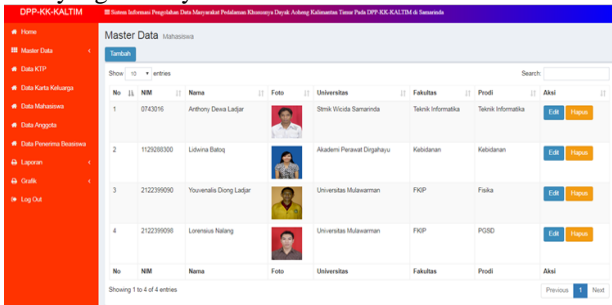 DPP-KK-KALTIM
Sistem Informasi Pengolahan Data Masyarakat Pedalaman Khususnya Dayak Aoheng Kalimantan Timur Pada DPP-KK-KALTIM di Samarinda
Home
Master Data
Data KTP
Data Karta Keluarga
Data Mahasiswa
Data Anggota
Data Penerima Beasiswa
Laporan
Grafik
Log Out
Master Data Mahasiswa
Tambah
Show 10 entries Search:
No NIM Nama Foto Universitas Fakultas Prodi Aksi
1 0743016 Anthony Dewa Ladjar Stmik Wicida Samarinda Teknik Informatika Teknik Informatika Edit Hapus
2 1129288300 Lidwina Batoq Akademi Perawat Dirgahayu Kebidanan Kebidanan Edit Hapus
3 2122399090 Youvenalis Diong Ladjar Universitas Mulawarman FKIP Fisika Edit Hapus
4 2122399098 Lorensius Nalang Universitas Mulawarman FKIP PGSD Edit Hapus
No NIM Nama Foto Universitas Fakultas Prodi Aksi
Showing 1 to 4 of 4 entries Previous 1 Next